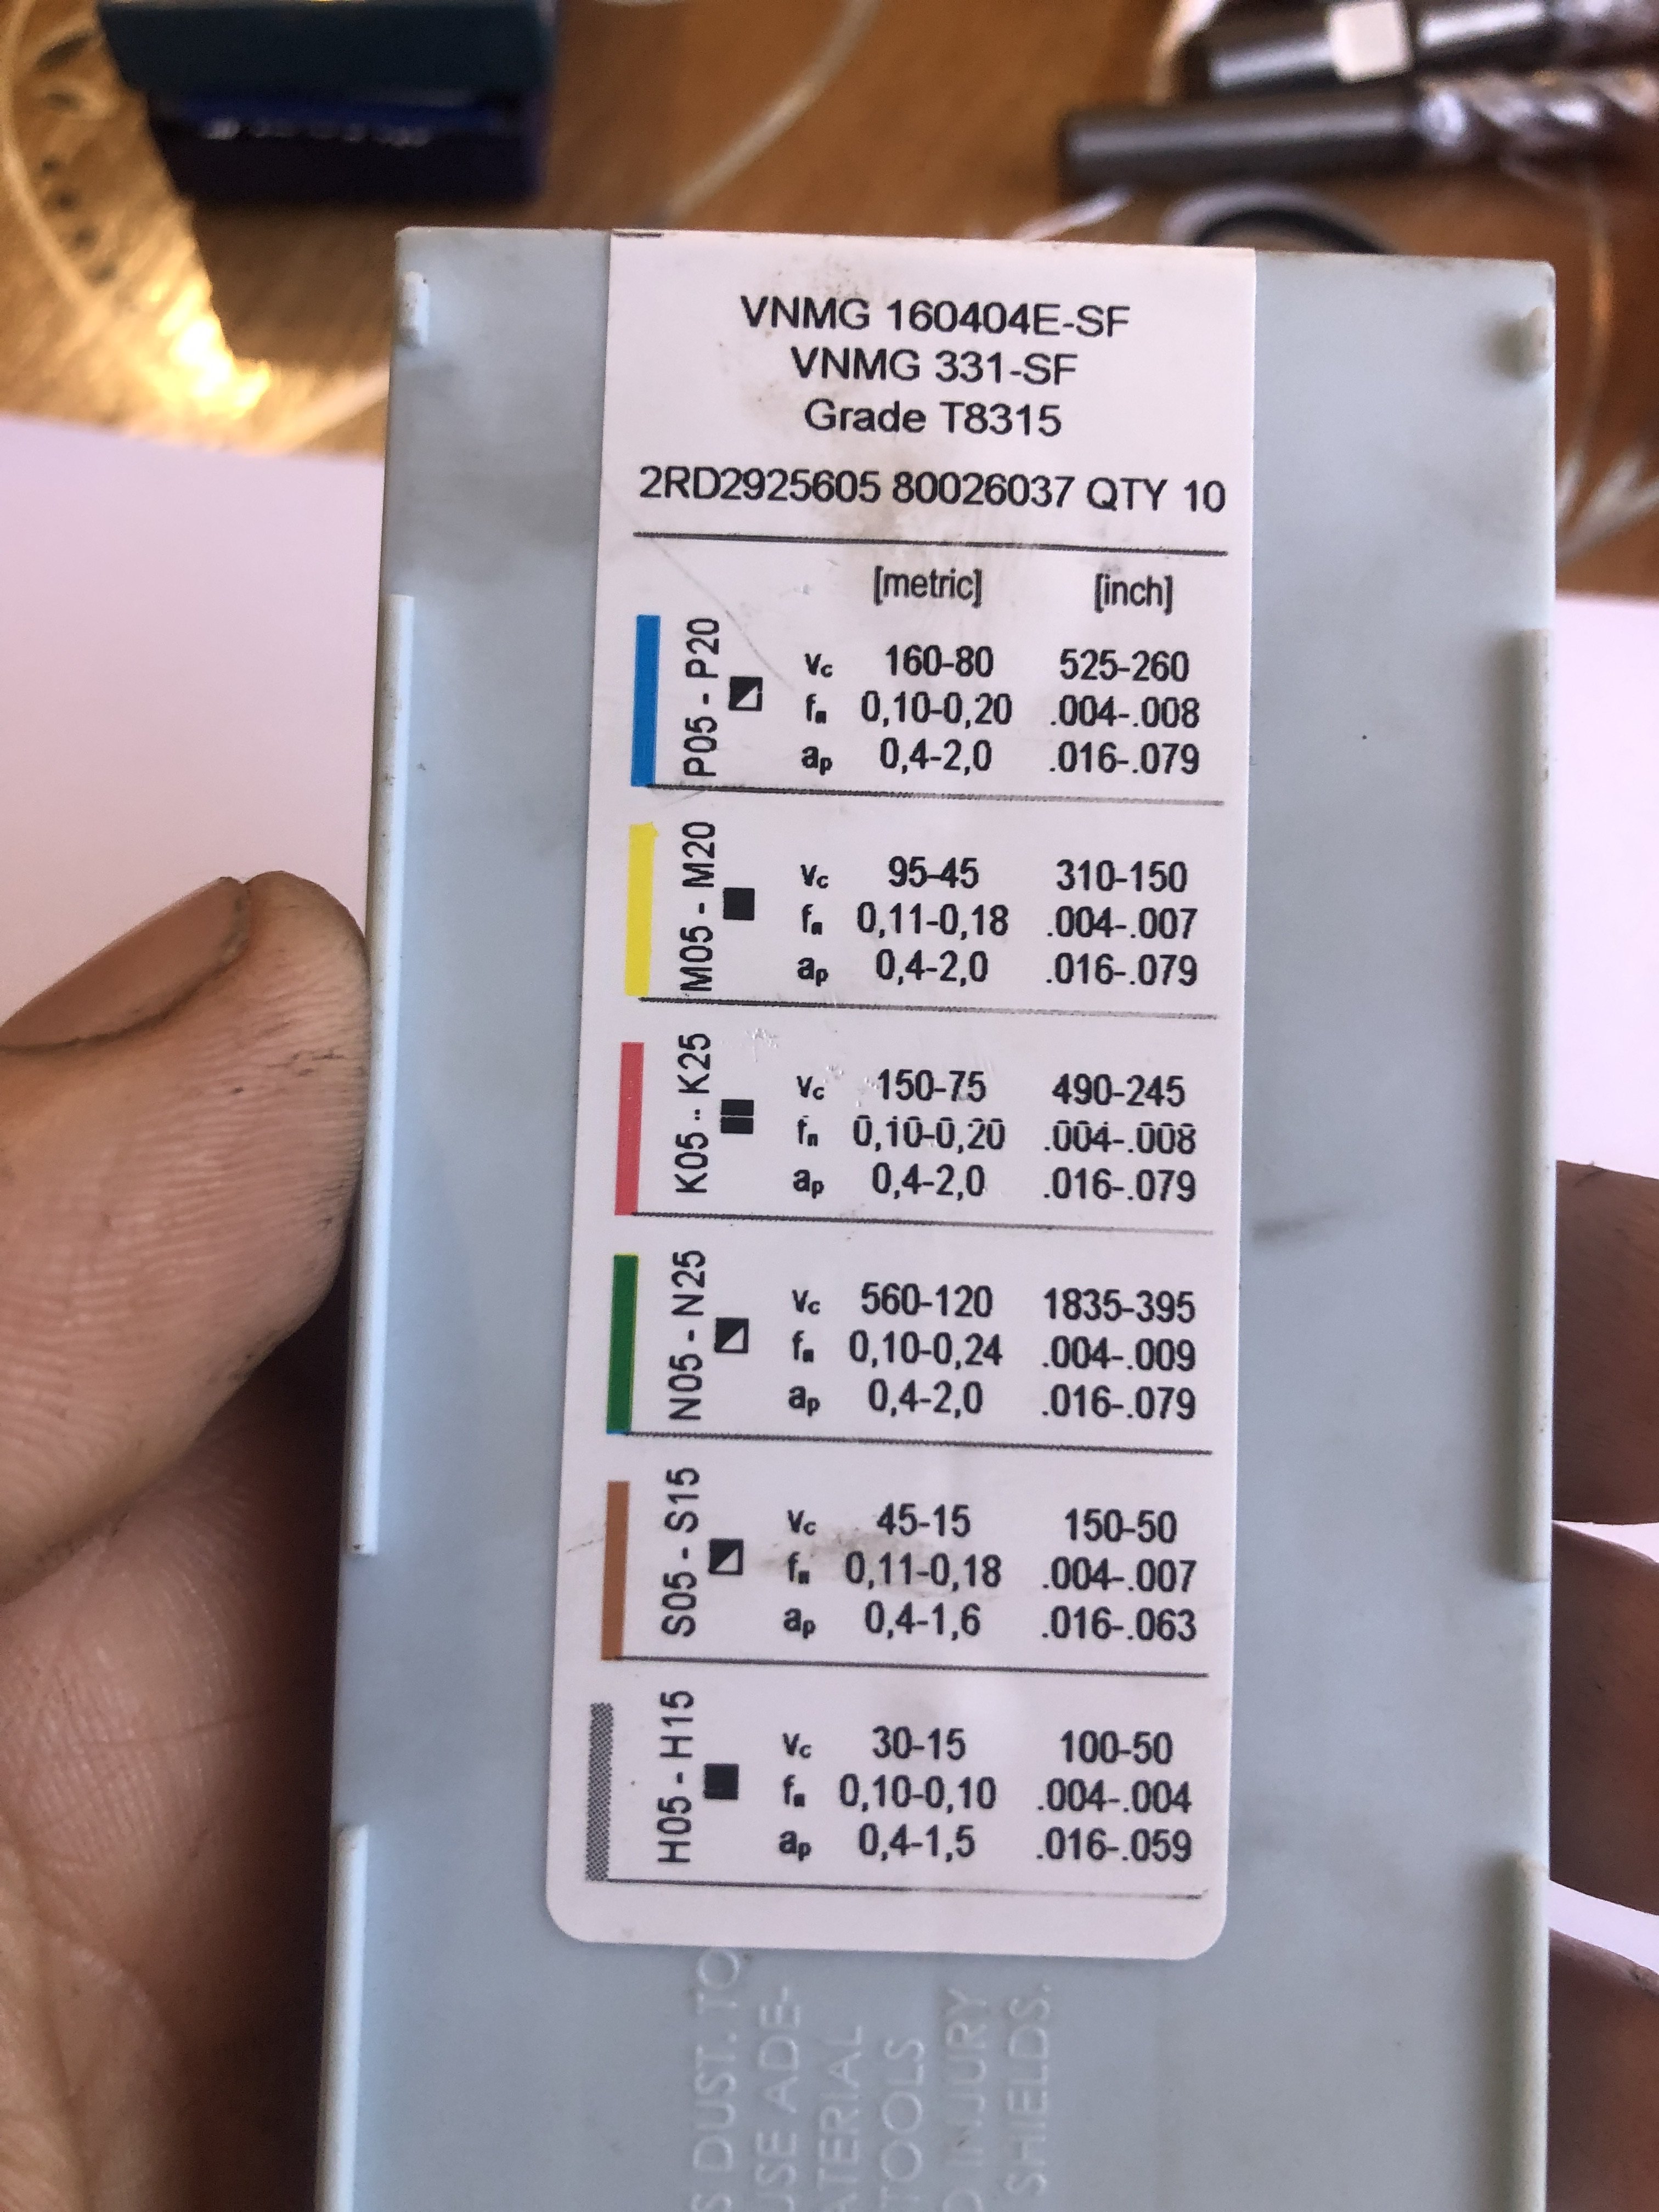 VNMG 160404E-SF
VNMG 331-SF
Grade T8315
2RD2925605 80026037 QTY 10
[metric] [inch]
P05 - P20
vc 160-80 525-260
fn 0,10-0,20 .004-.008
ap 0,4-2,0 .016-.079
M05 - M20
vc 95-45 310-150
fn 0,11-0,18 .004-.007
ap 0,4-2,0 .016-.079
K05 - K25
vc 150-75 490-245
fn 0,10-0,20 .004-.008
ap 0,4-2,0 .016-.079
N05 - N25
vc 560-120 1835-395
fn 0,10-0,24 .004-.009
ap 0,4-2,0 .016-.079
S05 - S15
vc 45-15 150-50
fn 0,11-0,18 .004-.007
ap 0,4-1,6 .016-.063
H05 - H15
vc 30-15 100-50
fn 0,10-0,10 .004-.004
ap 0,4-1,5 .016-.059
S DUST. TO
USE ADE-
ATERIAL
TOOLS
D INJURY
SHIELDS.